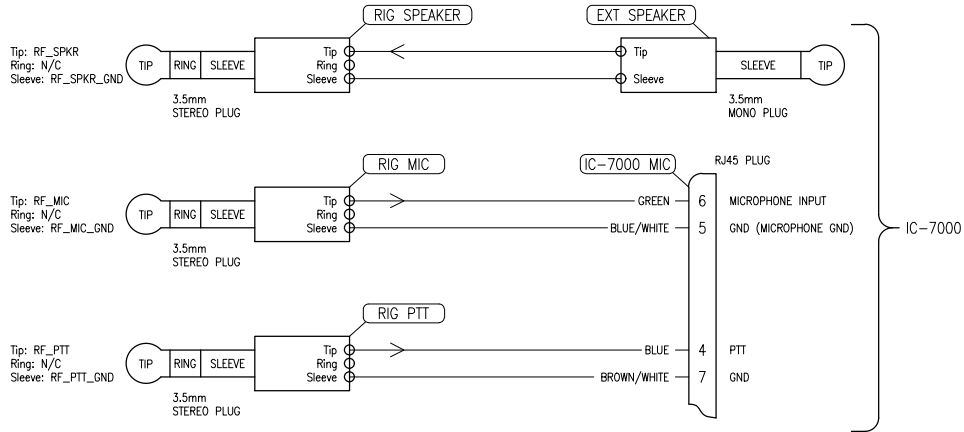 RIG SPEAKER
EXT SPEAKER
Tip: RF_SPKR
Ring: N/C
Sleeve: RF_SPKR_GND
TIP
RING
SLEEVE
Tip
Ring
Sleeve
Tip
Sleeve
SLEEVE
TIP
3.5mm
STEREO PLUG
3.5mm
MONO PLUG
RIG MIC
IC-7000 MIC
RJ45 PLUG
Tip: RF_MIC
Ring: N/C
Sleeve: RF_MIC_GND
TIP
RING
SLEEVE
Tip
Ring
Sleeve
GREEN
6
MICROPHONE INPUT
BLUE/WHITE
5
GND (MICROPHONE GND)
IC-7000
3.5mm
STEREO PLUG
RIG PTT
Tip: RF_PTT
Ring: N/C
Sleeve: RF_PTT_GND
TIP
RING
SLEEVE
Tip
Ring
Sleeve
BLUE
4
PTT
BROWN/WHITE
7
GND
3.5mm
STEREO PLUG